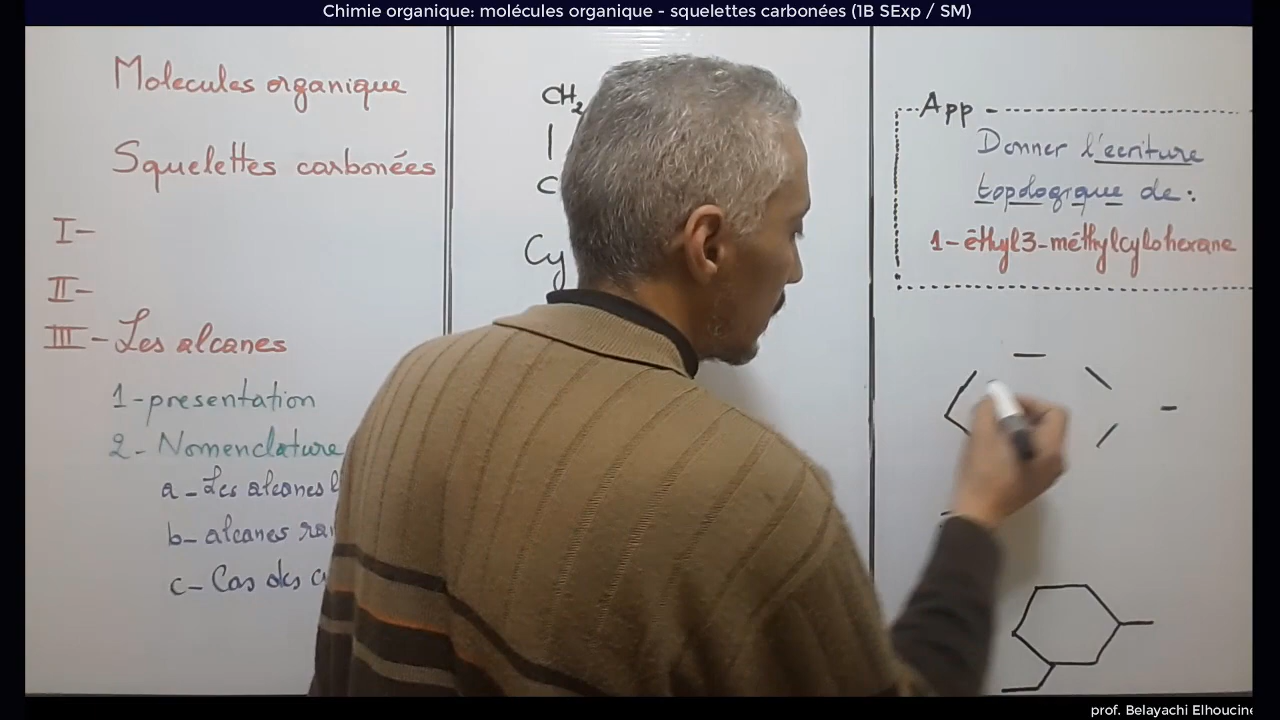 Chimie organique: molécules organique - squelettes carbonées (1B SExp / SM)
Molecules organique
Squelettes carbonées
I-
II-
III-Les alcanes
1-presentation
2-Nomenclature
a-Les alcanes
b-alcanes
c-Cas des
CH2
C
Cy
App
Donner l'ecriture
topologique de:
1-éthyl3-méthylcylohexane
prof. Belayachi Elhoucine